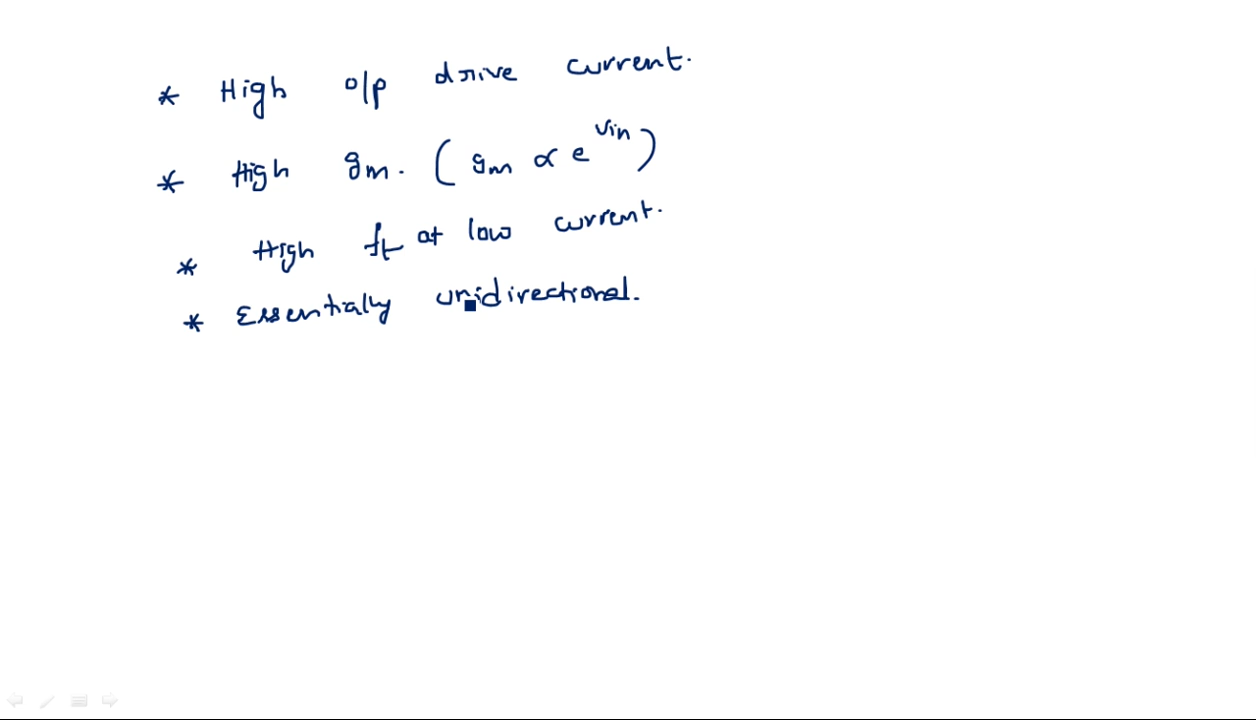 * High o/p drive current.
* High gm. ( gm ∝ e^Vin )
* High ft at low current.
* Essentially unidirectional.